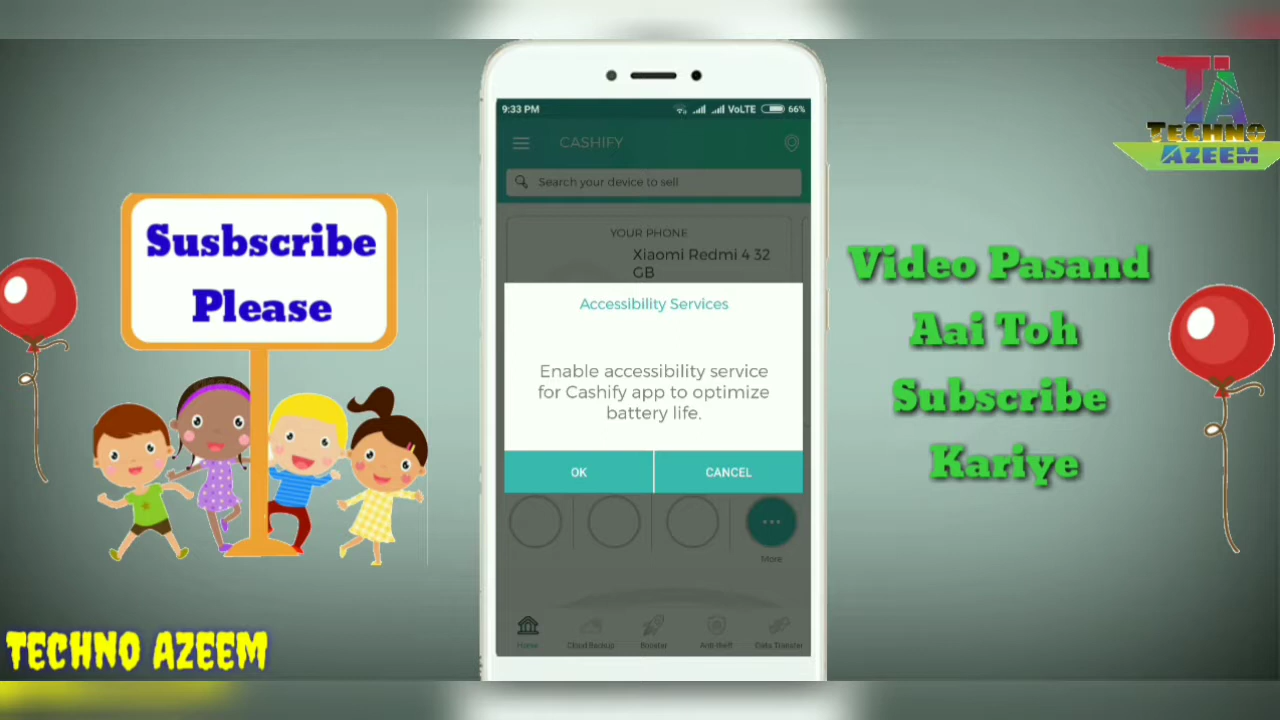 Susbscribe
Please
TECHNO AZEEM
9:33 PM
VoLTE 66%
CASHIFY
Search your device to sell
YOUR PHONE
Xiaomi Redmi 4 32
GB
Accessibility Services
Enable accessibility service
for Cashify app to optimize
battery life.
OK
CANCEL
More
Home
Cloud Backup
Booster
Anti theft
Data Transfer
TA
TECHNO
AZEEM
Video Pasand
Aai Toh
Subscribe
Kariye